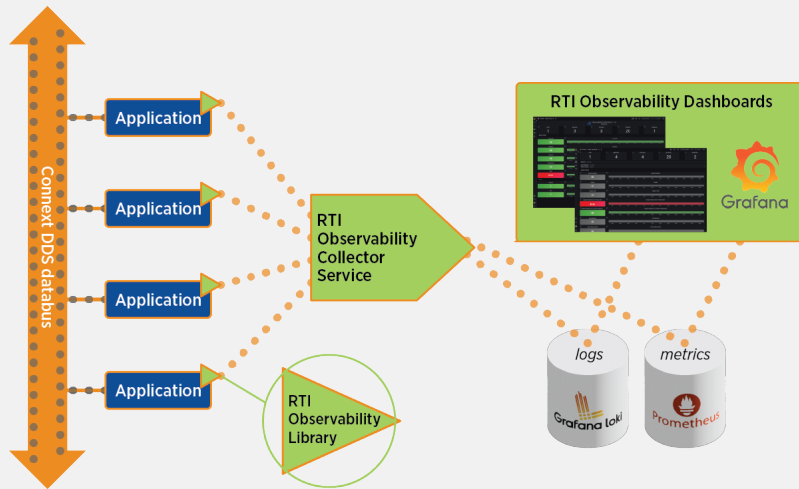 Connext DDS databus
Application
Application
Application
Application
RTI
Observability
Collector
Service
RTI
Observability
Library
RTI Observability Dashboards
Grafana
logs
Grafana Loki
metrics
Prometheus